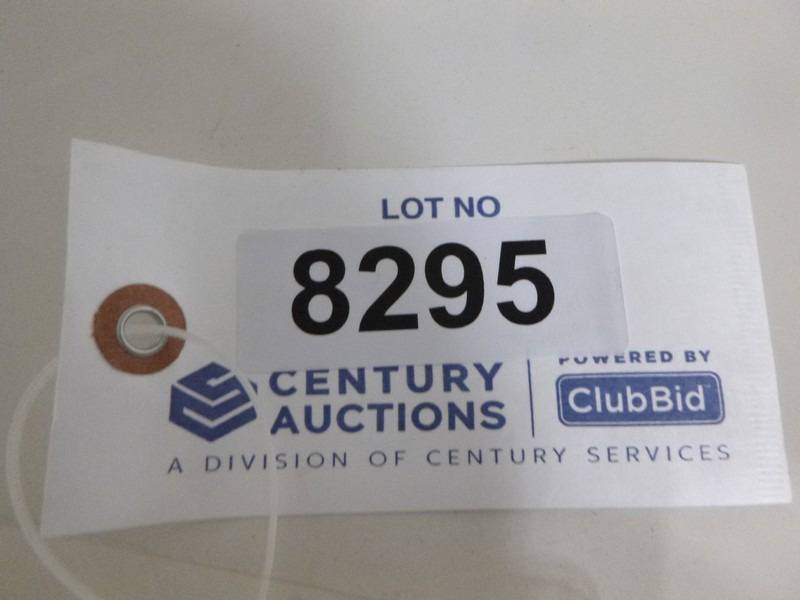 LOT NO
8295
CENTURY
AUCTIONS
POWERED BY
ClubBid
A DIVISION OF CENTURY SERVICES